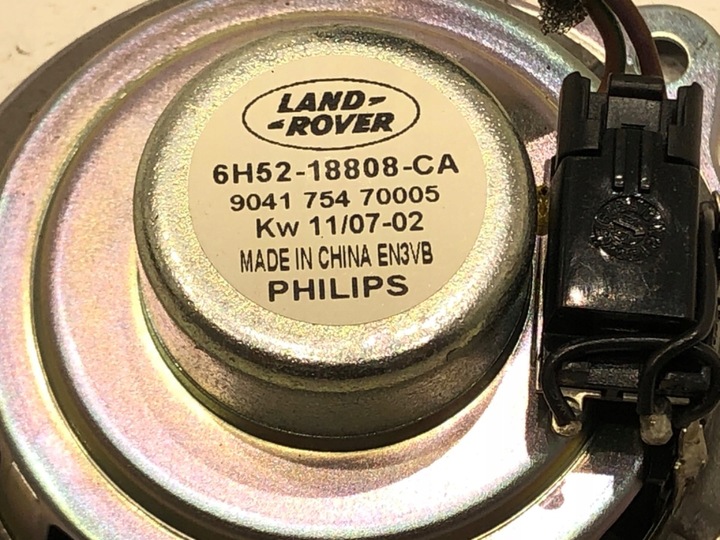 LAND-
-ROVER
6H52-18808-CA
9041 754 70005
Kw 11/07-02
MADE IN CHINA EN3VB
PHILIPS